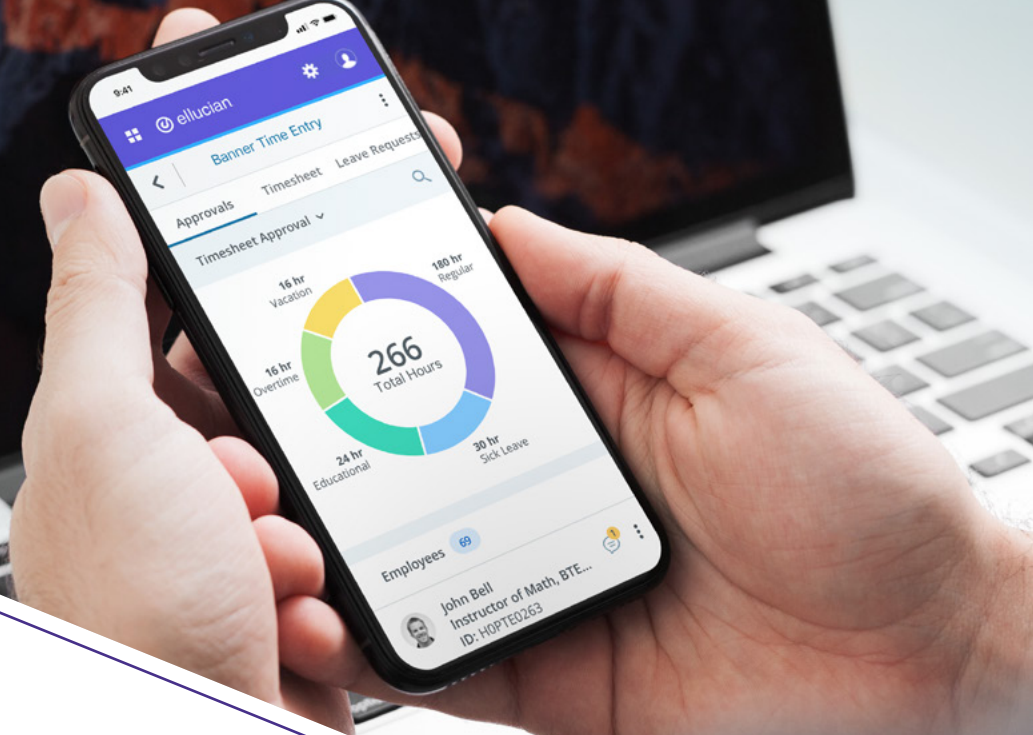 9:41
ellucian
Banner Time Entry
Approvals Timesheet Leave Requests
Timesheet Approval
180 hr
Regular
16 hr
Vacation
266
Total Hours
16 hr
Overtime
24 hr
Educational
30 hr
Sick Leave
Employees 69
1
John Bell
Instructor of Math, BTE...
ID: H0PTE0263